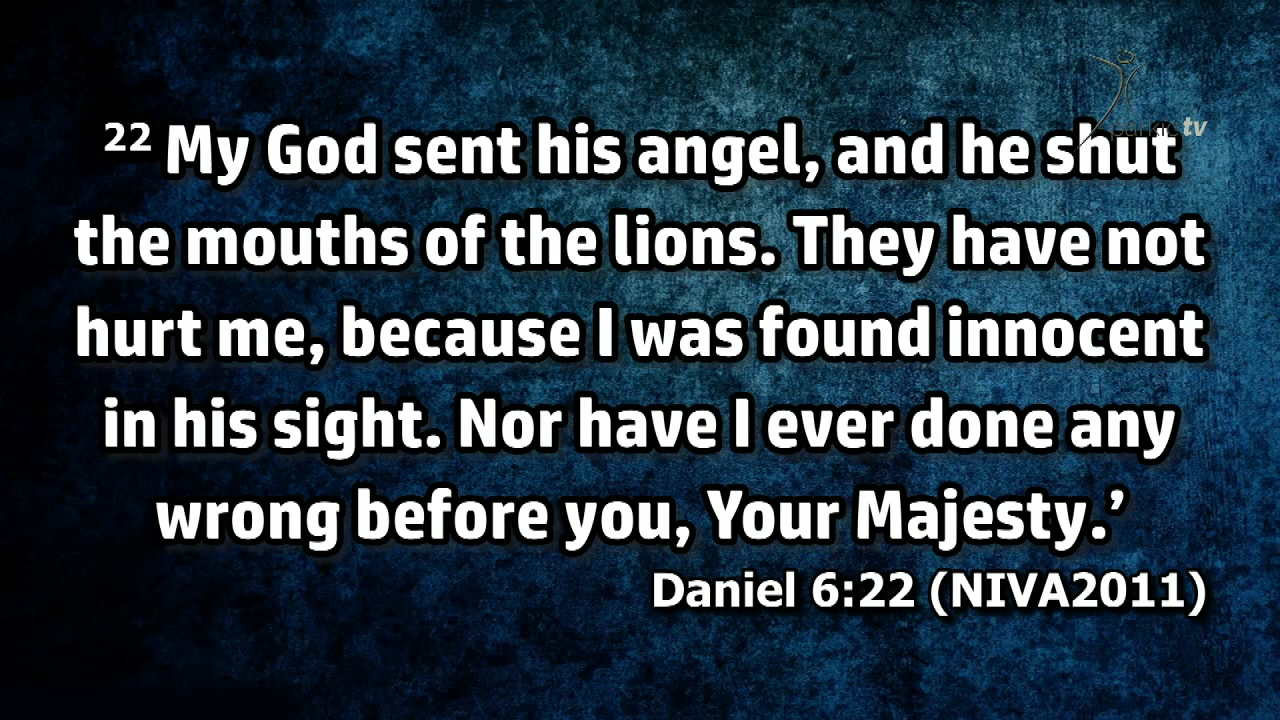 22 My God sent his angel, and he shut
the mouths of the lions. They have not
hurt me, because I was found innocent
in his sight. Nor have I ever done any
wrong before you, Your Majesty.’
Daniel 6:22 (NIVA2011)
tv